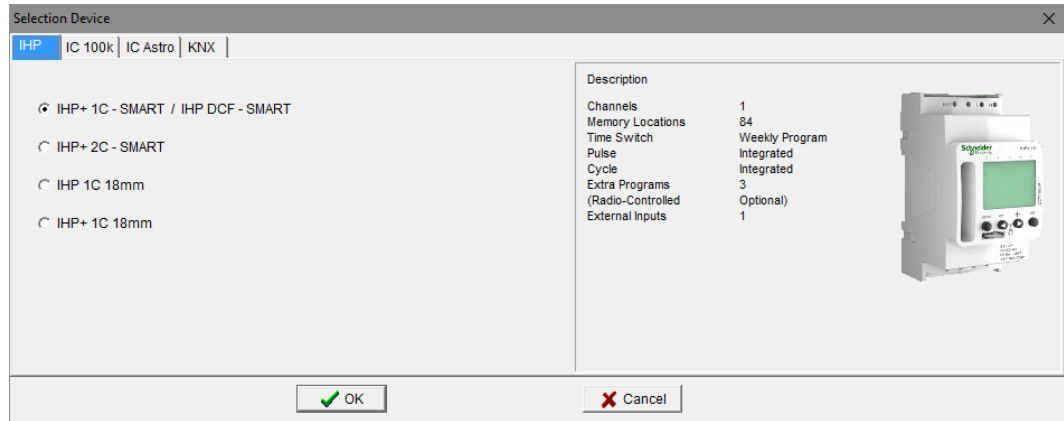 Selection Device
IHP IC 100k IC Astro KNX
IHP+ 1C - SMART / IHP DCF - SMART
IHP+ 2C - SMART
IHP 1C 18mm
IHP+ 1C 18mm
Description
Channels 1
Memory Locations 84
Time Switch Weekly Program
Pulse Integrated
Cycle Integrated
Extra Programs 3
(Radio-Controlled Optional)
External Inputs 1
Schneider
OK
Cancel